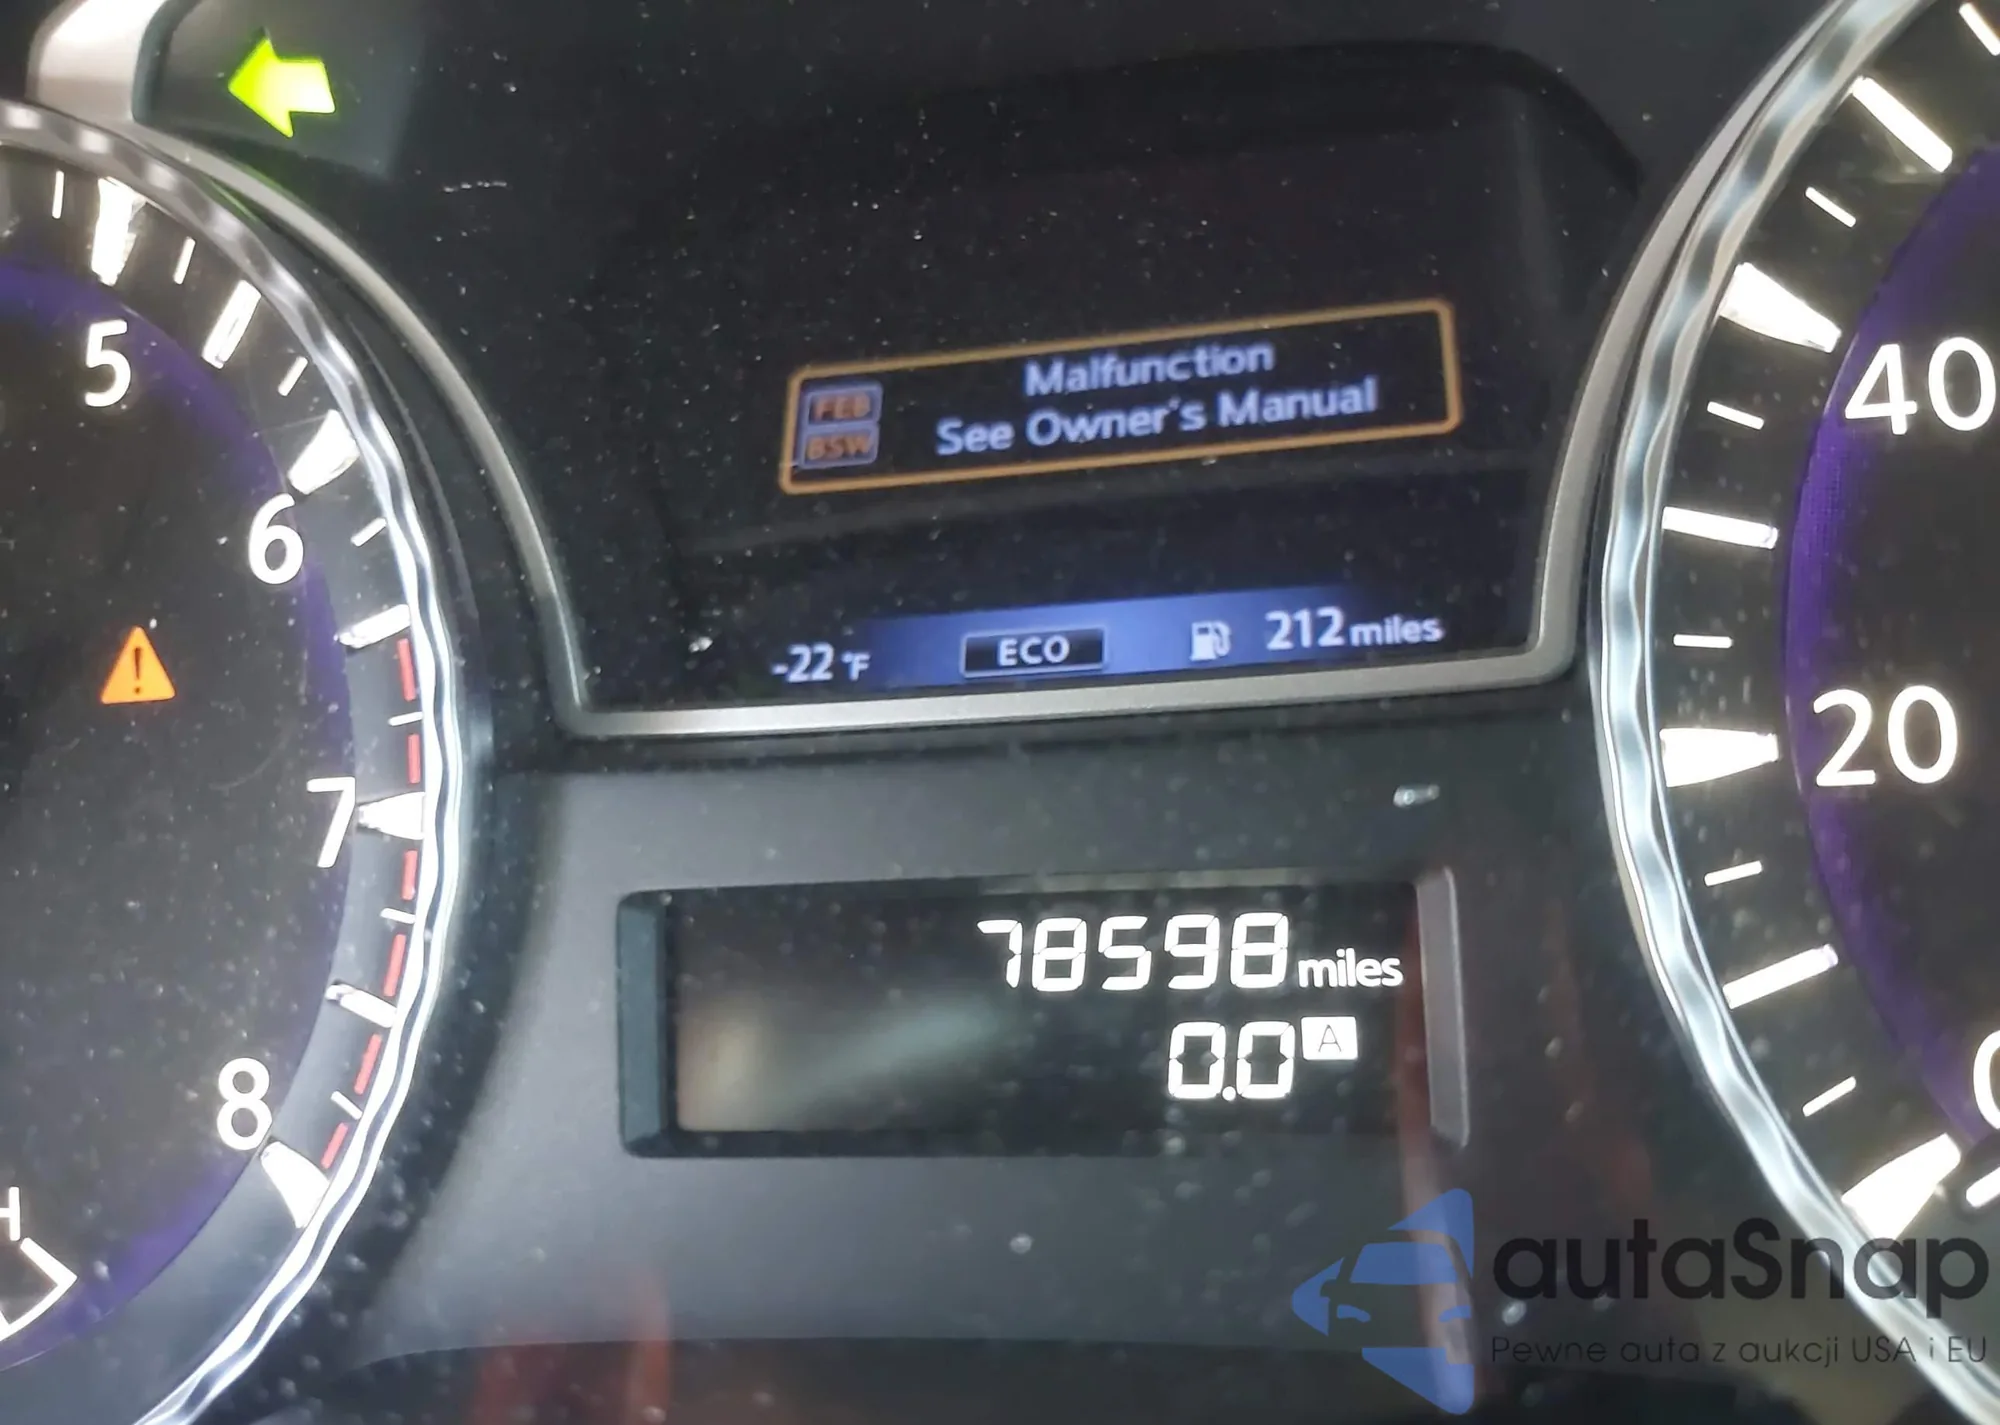 5
6
7
8
H
FEB
BSW
Malfunction
See Owner's Manual
-22 °F
ECO
212 miles
78598 miles
0.0 A
40
20
0
autaSnap
Pewne auta z aukcji USA i EU